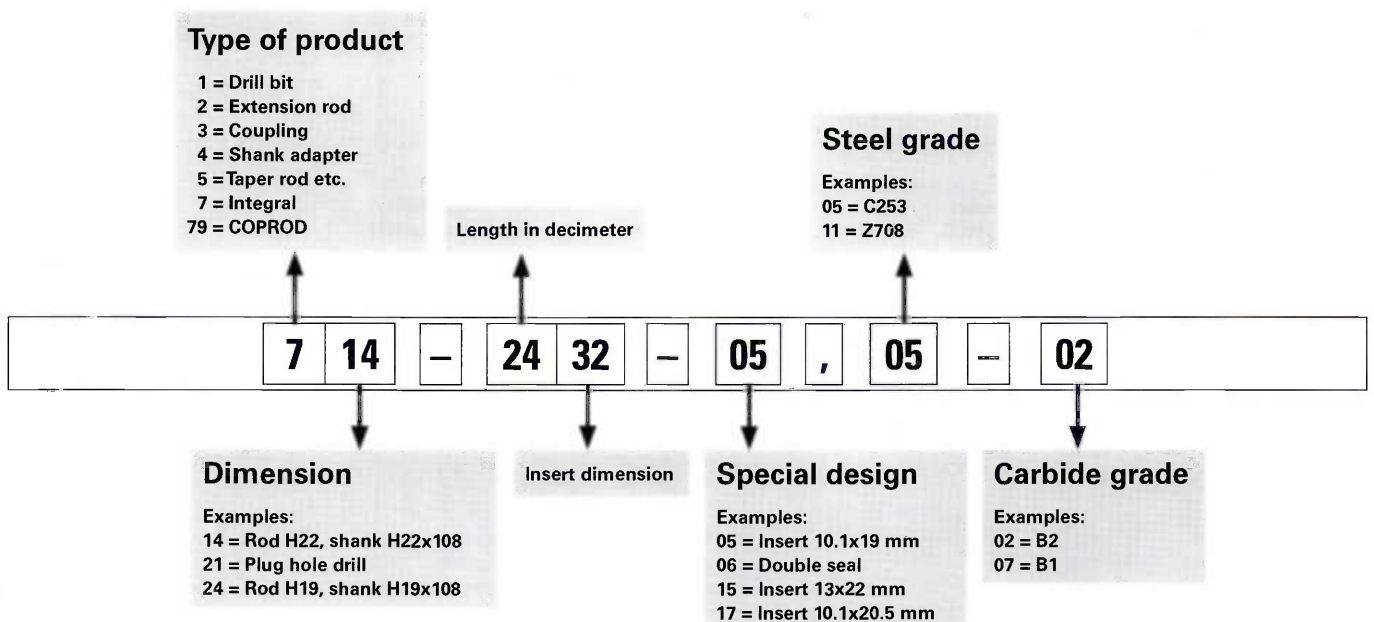 Type of product
1 = Drill bit
2 = Extension rod
3 = Coupling
4 = Shank adapter
5 =Taper rod etc.
7 = Integral
79 = COPROD
Length in decimeter
Steel grade
Examples:
05 = C253
11 = Z708
7 14 – 24 32 – 05 , 05 – 02
Dimension
Examples:
14 = Rod H22, shank H22x108
21 = Plug hole drill
24 = Rod H19, shank H19x108
Insert dimension
Special design
Examples:
05 = Insert 10.1x19 mm
06 = Double seal
15 = Insert 13x22 mm
17 = Insert 10.1x20.5 mm
Carbide grade
Examples:
02 = B2
07 = B1